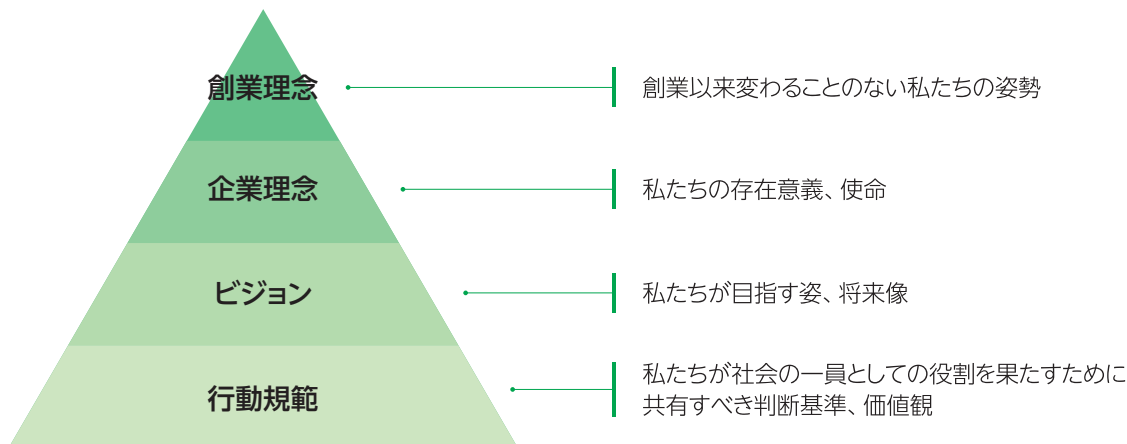 創業理念
創業以来変わることのない私たちの姿勢
企業理念
私たちの存在意義、使命
ビジョン
私たちが目指す姿、将来像
行動規範
私たちが社会の一員としての役割を果たすために
共有すべき判断基準、価値観